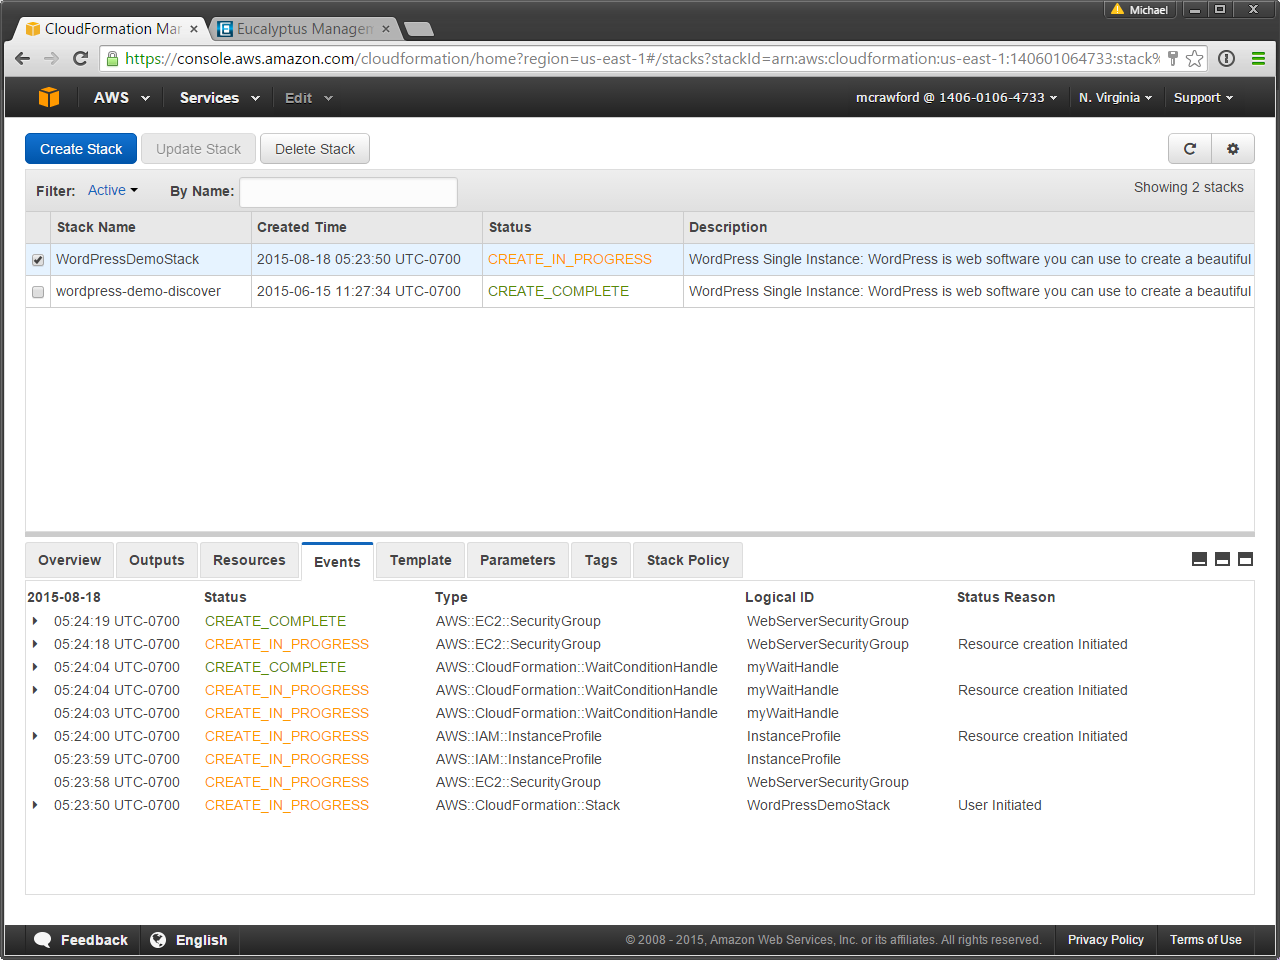 Michael
CloudFormation Mar
Eucalyptus Managem
https://console.aws.amazon.com/cloudformation/home?region=us-east-1#/stacks?stackId=arn:aws:cloudformation:us-east-1:140601064733:stack%
AWS Services Edit mcrawford @ 1406-0106-4733 N. Virginia Support
Create Stack Update Stack Delete Stack
Filter: Active By Name: Showing 2 stacks
Stack Name Created Time Status Description
WordPressDemoStack 2015-08-18 05:23:50 UTC-0700 CREATE_IN_PROGRESS WordPress Single Instance: WordPress is web software you can use to create a beautiful
wordpress-demo-discover 2015-06-15 11:27:34 UTC-0700 CREATE_COMPLETE WordPress Single Instance: WordPress is web software you can use to create a beautiful
Overview Outputs Resources Events Template Parameters Tags Stack Policy
2015-08-18 Status Type Logical ID Status Reason
05:24:19 UTC-0700 CREATE_COMPLETE AWS::EC2::SecurityGroup WebServerSecurityGroup
05:24:18 UTC-0700 CREATE_IN_PROGRESS AWS::EC2::SecurityGroup WebServerSecurityGroup Resource creation Initiated
05:24:04 UTC-0700 CREATE_COMPLETE AWS::CloudFormation::WaitConditionHandle myWaitHandle
05:24:04 UTC-0700 CREATE_IN_PROGRESS AWS::CloudFormation::WaitConditionHandle myWaitHandle Resource creation Initiated
05:24:03 UTC-0700 CREATE_IN_PROGRESS AWS::CloudFormation::WaitConditionHandle myWaitHandle
05:24:00 UTC-0700 CREATE_IN_PROGRESS AWS::IAM::InstanceProfile InstanceProfile Resource creation Initiated
05:23:59 UTC-0700 CREATE_IN_PROGRESS AWS::IAM::InstanceProfile InstanceProfile
05:23:58 UTC-0700 CREATE_IN_PROGRESS AWS::EC2::SecurityGroup WebServerSecurityGroup
05:23:50 UTC-0700 CREATE_IN_PROGRESS AWS::CloudFormation::Stack WordPressDemoStack User Initiated
Feedback English © 2008 - 2015, Amazon Web Services, Inc. or its affiliates. All rights reserved. Privacy Policy Terms of Use